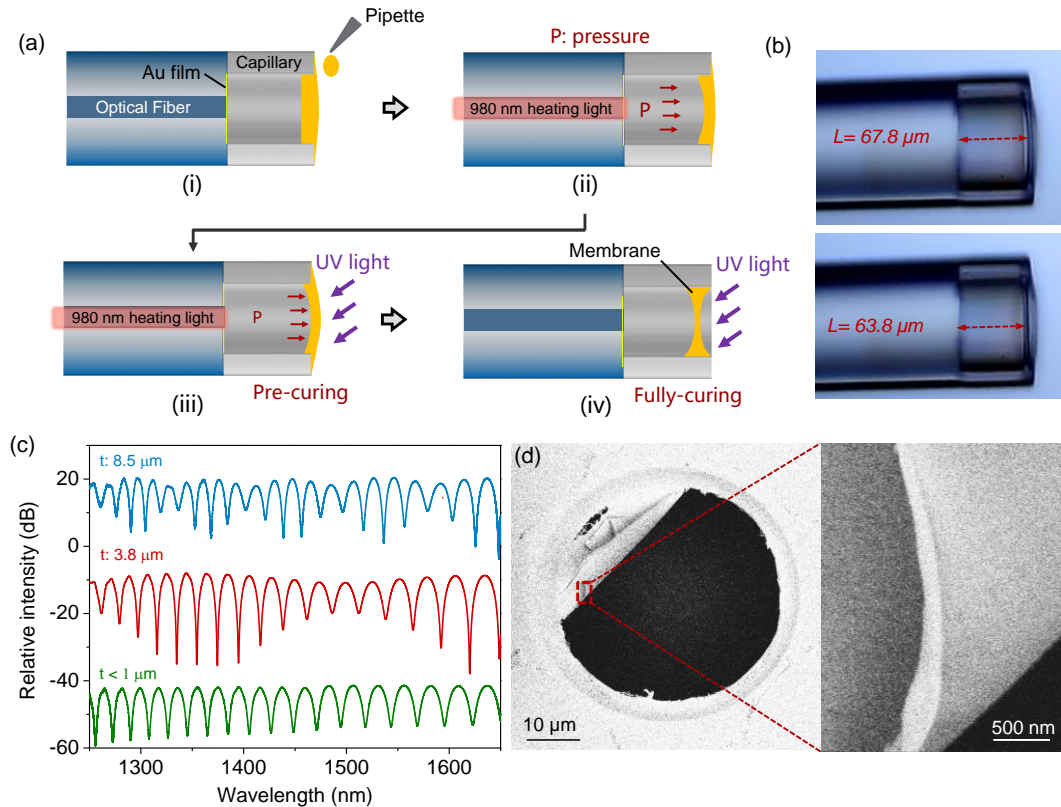 (a)
Pipette
Au film
Capillary
Optical Fiber
(i)
P: pressure
980 nm heating light
P
(ii)
(b)
L= 67.8 μm
L= 63.8 μm
UV light
980 nm heating light
P
Pre-curing
(iii)
Membrane
UV light
Fully-curing
(iv)
(c)
t: 8.5 μm
t: 3.8 μm
t < 1 μm
20
0
-20
-40
-60
Relative intensity (dB)
1300
1400
1500
1600
Wavelength (nm)
(d)
10 μm
500 nm